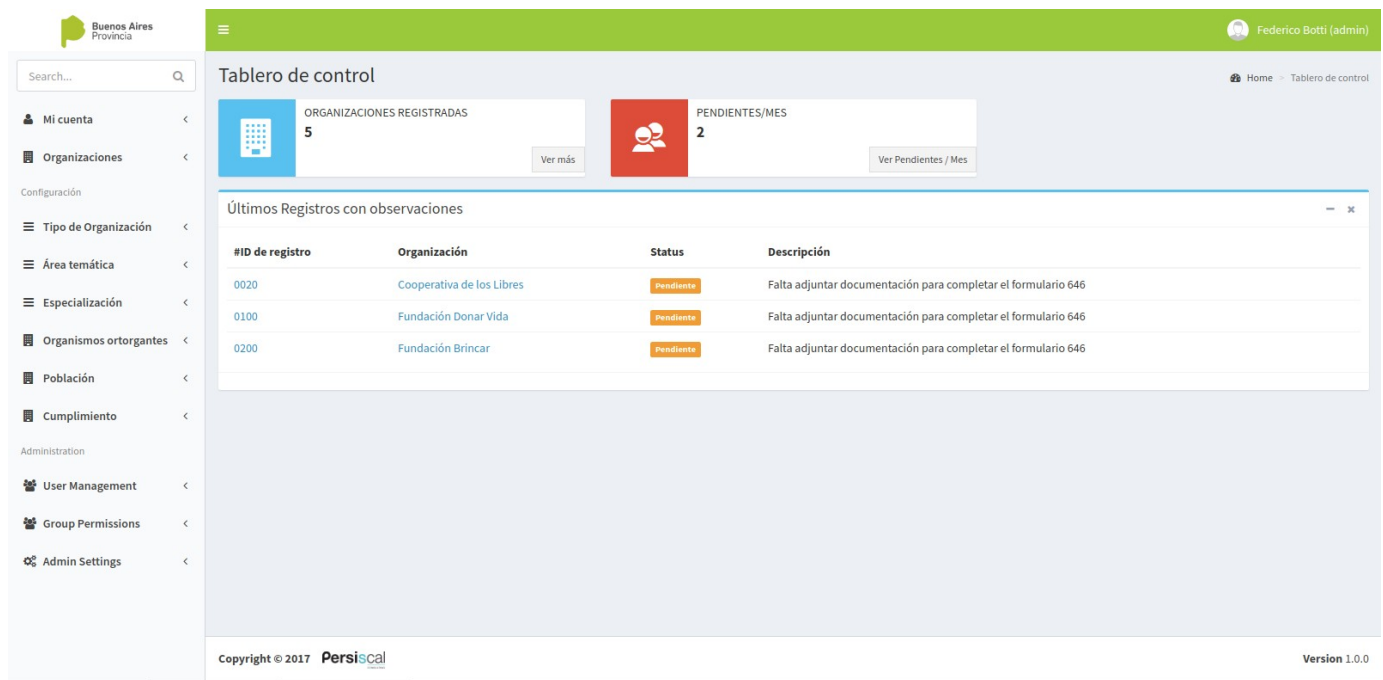 Buenos Aires
Provincia
Federico Botti (admin)
Search...
Tablero de control
Home > Tablero de control
Mi cuenta
Organizaciones
Configuración
Tipo de Organización
Área temática
Especialización
Organismos ortorgantes
Población
Cumplimiento
Administration
User Management
Group Permissions
Admin Settings
ORGANIZACIONES REGISTRADAS
5
Ver más
PENDIENTES/MES
2
Ver Pendientes / Mes
Últimos Registros con observaciones
#ID de registro Organización Status Descripción
0020 Cooperativa de los Libres Pendiente Falta adjuntar documentación para completar el formulario 646
0100 Fundación Donar Vida Pendiente Falta adjuntar documentación para completar el formulario 646
0200 Fundación Brincar Pendiente Falta adjuntar documentación para completar el formulario 646
Copyright © 2017 Persiscal
Version 1.0.0